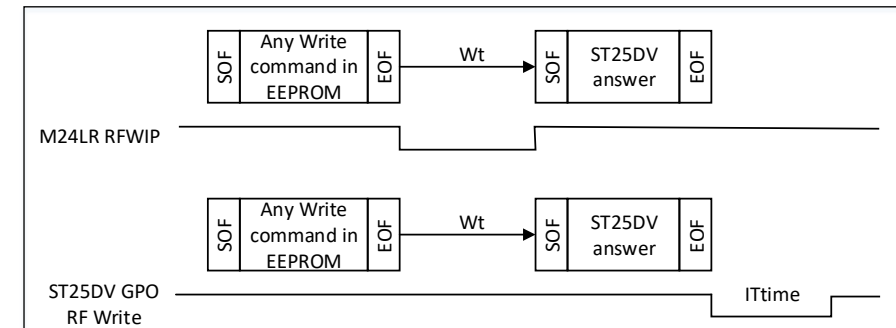 SOF
Any Write
command in
EEPROM
EOF
Wt
SOF
ST25DV
answer
EOF
M24LR RFWIP
SOF
Any Write
command in
EEPROM
EOF
Wt
SOF
ST25DV
answer
EOF
ST25DV GPO
RF Write
ITtime